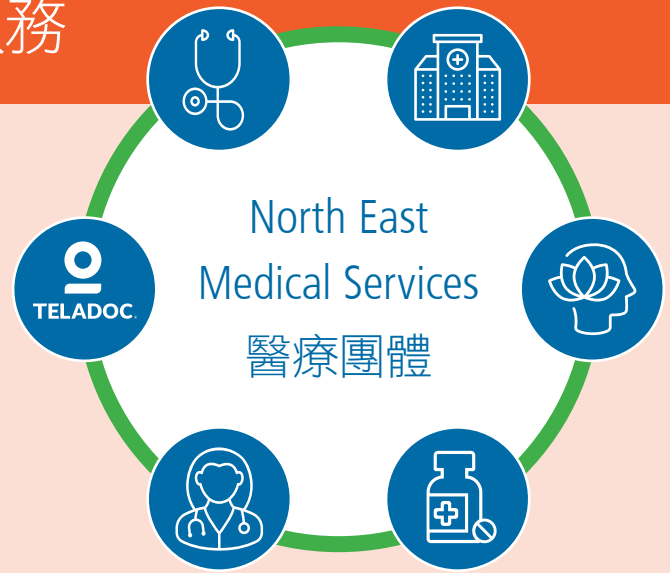 務
North East
Medical Services
醫療團體
TELADOC